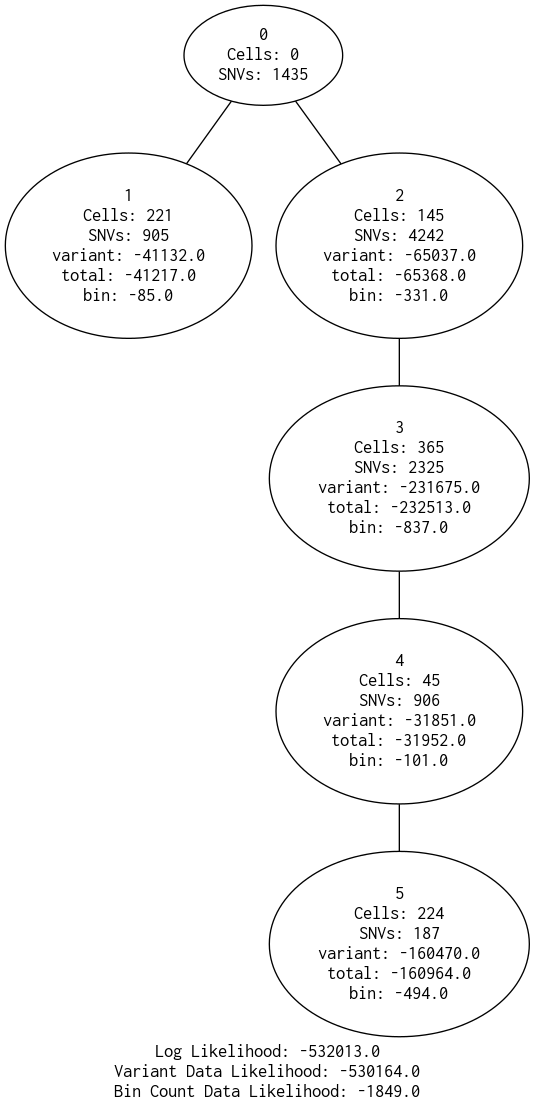 0
Cells: 0
SNVs: 1435
1
Cells: 221
SNVs: 905
variant: -41132.0
total: -41217.0
bin: -85.0
2
Cells: 145
SNVs: 4242
variant: -65037.0
total: -65368.0
bin: -331.0
3
Cells: 365
SNVs: 2325
variant: -231675.0
total: -232513.0
bin: -837.0
4
Cells: 45
SNVs: 906
variant: -31851.0
total: -31952.0
bin: -101.0
5
Cells: 224
SNVs: 187
variant: -160470.0
total: -160964.0
bin: -494.0
Log Likelihood: -532013.0
Variant Data Likelihood: -530164.0
Bin Count Data Likelihood: -1849.0